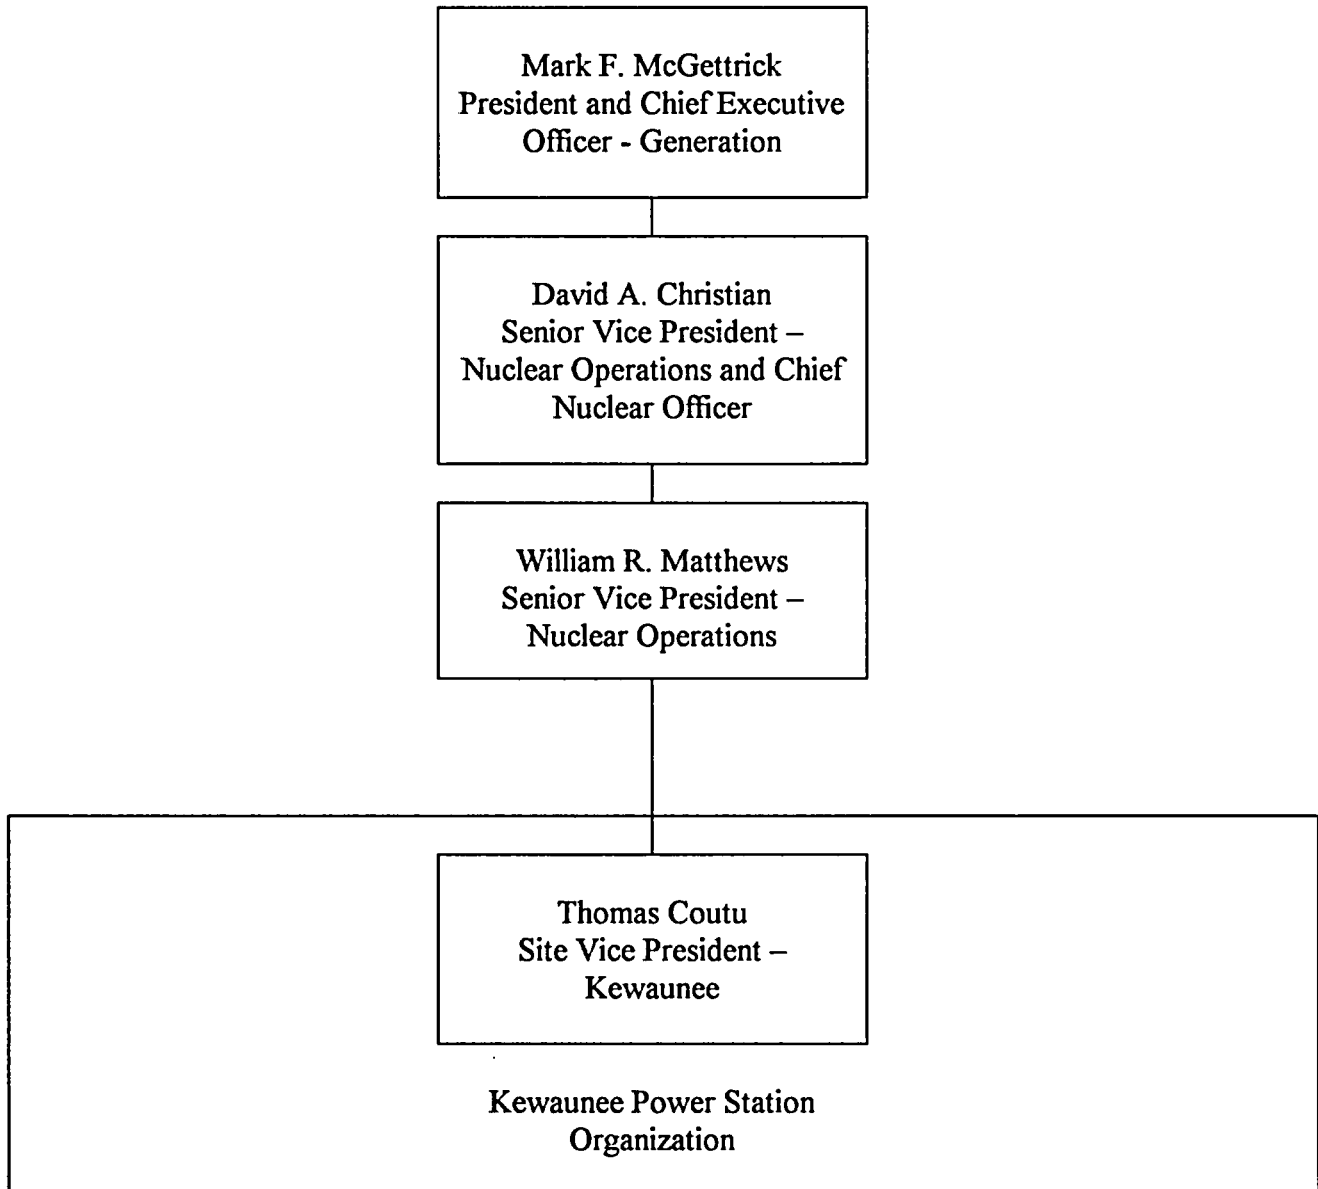 Mark F. McGettrick
President and Chief Executive
Officer - Generation
David A. Christian
Senior Vice President –
Nuclear Operations and Chief
Nuclear Officer
William R. Matthews
Senior Vice President –
Nuclear Operations
Thomas Coutu
Site Vice President –
Kewaunee
Kewaunee Power Station
Organization